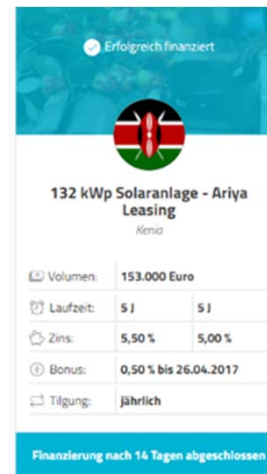 Erfolgreich finanziert
132 kWp Solaranlage - Ariya
Leasing
Kenia
Volumen: 153.000 Euro
Laufzeit: 5 J 5 J
Zins: 5,50 % 5,00 %
Bonus: 0,50 % bis 26.04.2017
Tilgung: jährlich
Finanzierung nach 14 Tagen abgeschlossen